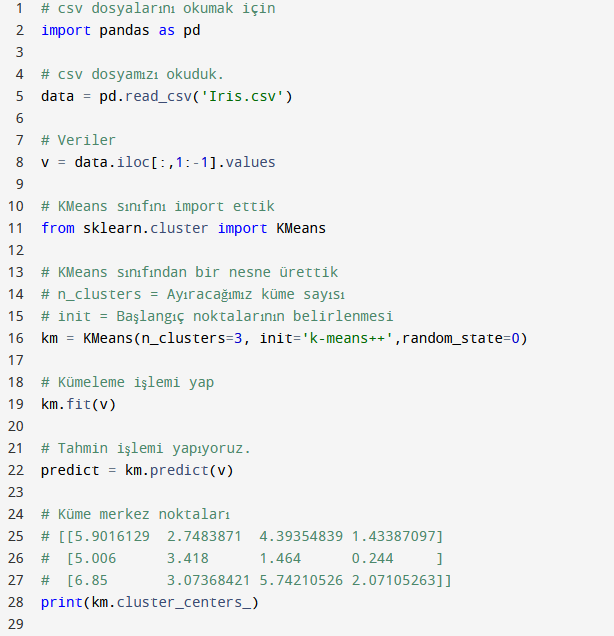 1 # csv dosyalarını okumak için
2 import pandas as pd
3
4 # csv dosyamızı okuduk.
5 data = pd.read_csv('Iris.csv')
6
7 # Veriler
8 v = data.iloc[:,1:-1].values
9
10 # KMeans sınıfını import ettik
11 from sklearn.cluster import KMeans
12
13 # KMeans sınıfından bir nesne ürettik
14 # n_clusters = Ayıracağımız küme sayısı
15 # init = Başlangıç noktalarının belirlenmesi
16 km = KMeans(n_clusters=3, init='k-means++',random_state=0)
17
18 # Kümeleme işlemi yap
19 km.fit(v)
20
21 # Tahmin işlemi yapıyoruz.
22 predict = km.predict(v)
23
24 # Küme merkez noktaları
25 # [[5.9016129  2.7483871  4.39354839 1.43387097]
26 #  [5.006      3.418      1.464      0.244     ]
27 #  [6.85       3.07368421 5.74210526 2.07105263]]
28 print(km.cluster_centers_)
29